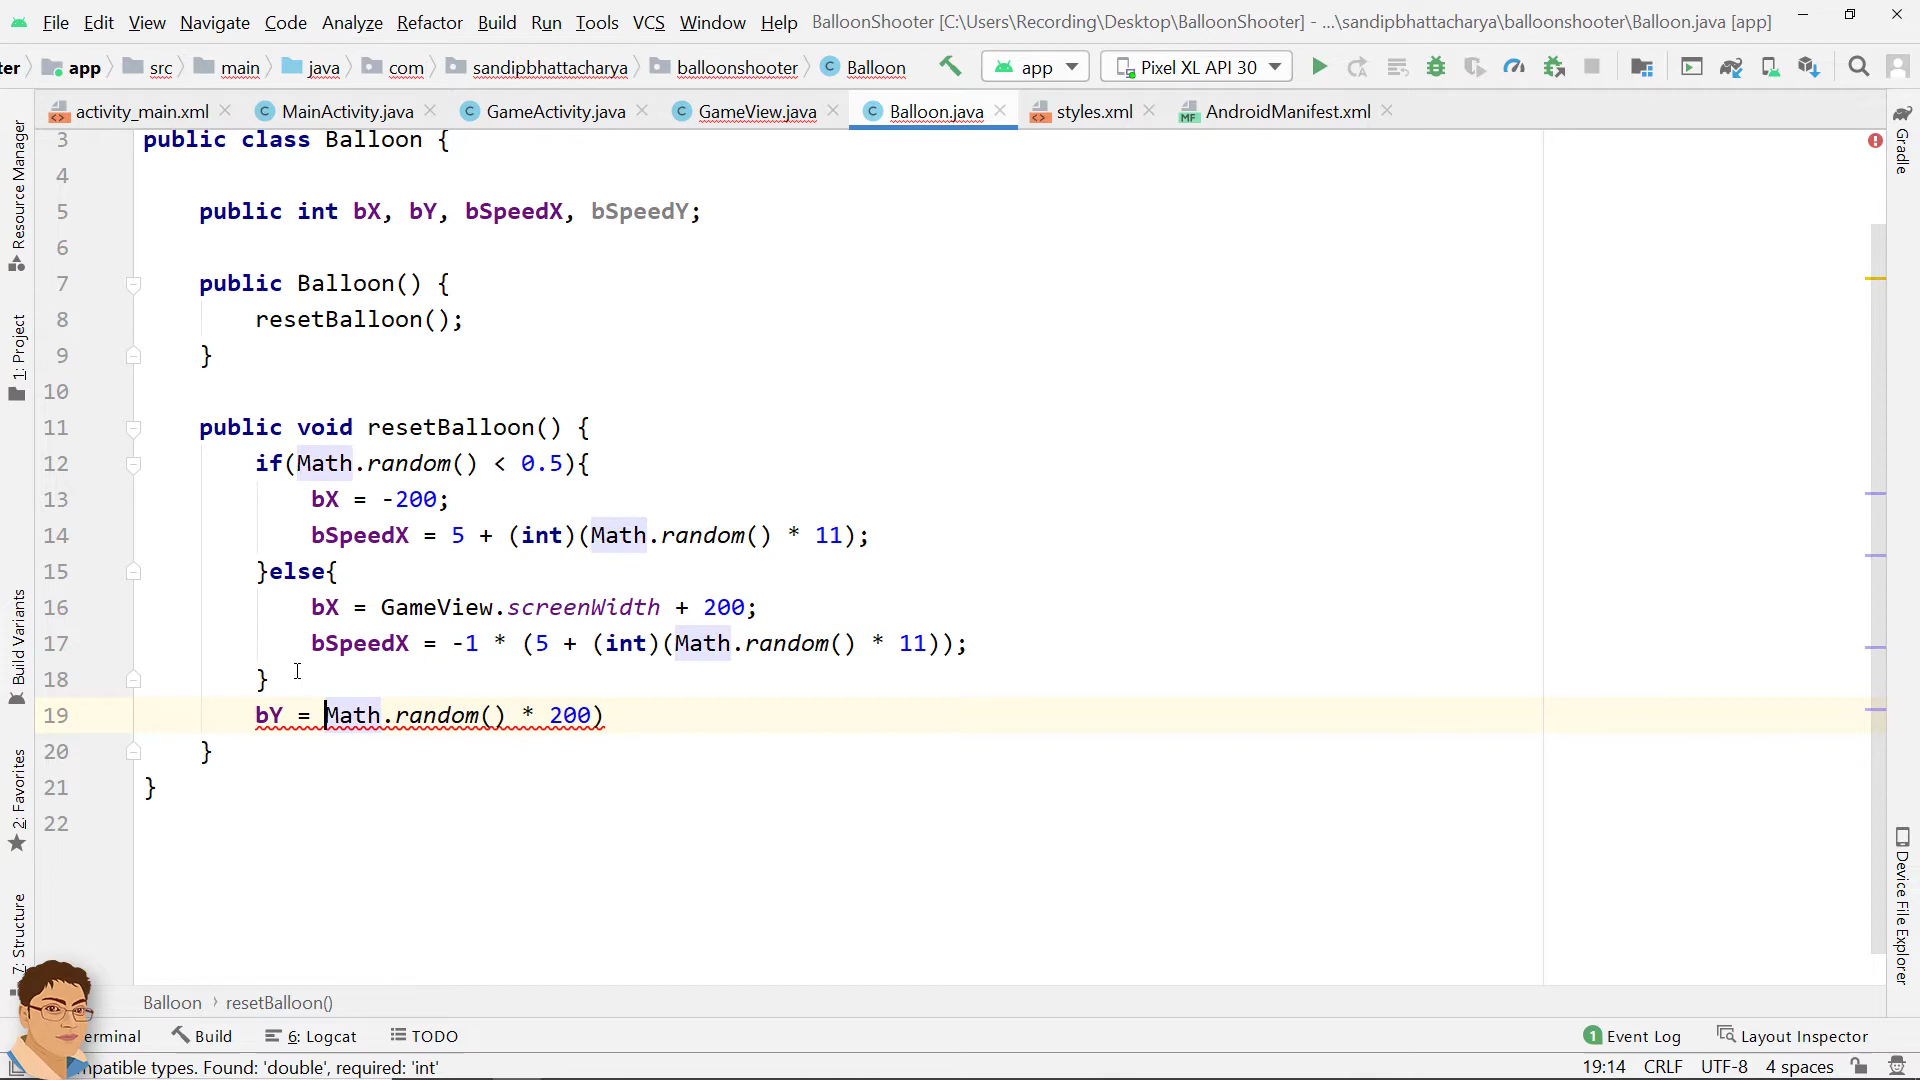 File Edit View Navigate Code Analyze Refactor Build Run Tools VCS Window Help BalloonShooter [C:\Users\Recording\Desktop\BalloonShooter] - ...\sandipbhattacharya\balloonshooter\Balloon.java [app]
ter app src main java com sandipbhattacharya balloonshooter Balloon app Pixel XL API 30
activity_main.xml MainActivity.java GameActivity.java GameView.java Balloon.java styles.xml AndroidManifest.xml
3 public class Balloon {
4
5 public int bX, bY, bSpeedX, bSpeedY;
6
7 public Balloon() {
8 resetBalloon();
9 }
10
11 public void resetBalloon() {
12 if(Math.random() < 0.5){
13 bX = -200;
14 bSpeedX = 5 + (int)(Math.random() * 11);
15 }else{
16 bX = GameView.screenWidth + 200;
17 bSpeedX = -1 * (5 + (int)(Math.random() * 11));
18 }
19 bY = Math.random() * 200)
20 }
21 }
22
Resource Manager
1: Project
Build Variants
2: Favorites
7: Structure
Gradle
Device File Explorer
Balloon resetBalloon()
erminal Build 6: Logcat TODO 1 Event Log Layout Inspector
mpatible types. Found: 'double', required: 'int' 19:14 CRLF UTF-8 4 spaces